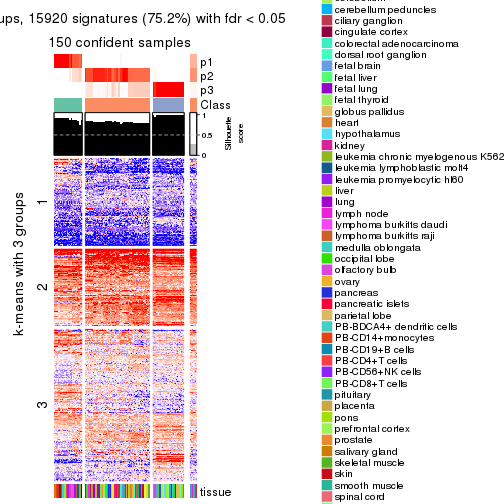 ups, 15920 signatures (75.2%) with fdr < 0.05
150 confident samples
p1
p2
p3
Class
1
0.5
0
Silhouette
score
k-means with 3 groups
1
2
3
tissue
cerebellum peduncles
ciliary ganglion
cingulate cortex
colorectal adenocarcinoma
dorsal root ganglion
fetal brain
fetal liver
fetal lung
fetal thyroid
globus pallidus
heart
hypothalamus
kidney
leukemia chronic myelogenous K562
leukemia lymphoblastic molt4
leukemia promyelocytic hl60
liver
lung
lymph node
lymphoma burkitts daudi
lymphoma burkitts raji
medulla oblongata
occipital lobe
olfactory bulb
ovary
pancreas
pancreatic islets
parietal lobe
PB-BDCA4+ dendritic cells
PB-CD14+monocytes
PB-CD19+B cells
PB-CD4+T cells
PB-CD56+NK cells
PB-CD8+T cells
pituitary
placenta
pons
prefrontal cortex
prostate
salivary gland
skeletal muscle
skin
smooth muscle
spinal cord